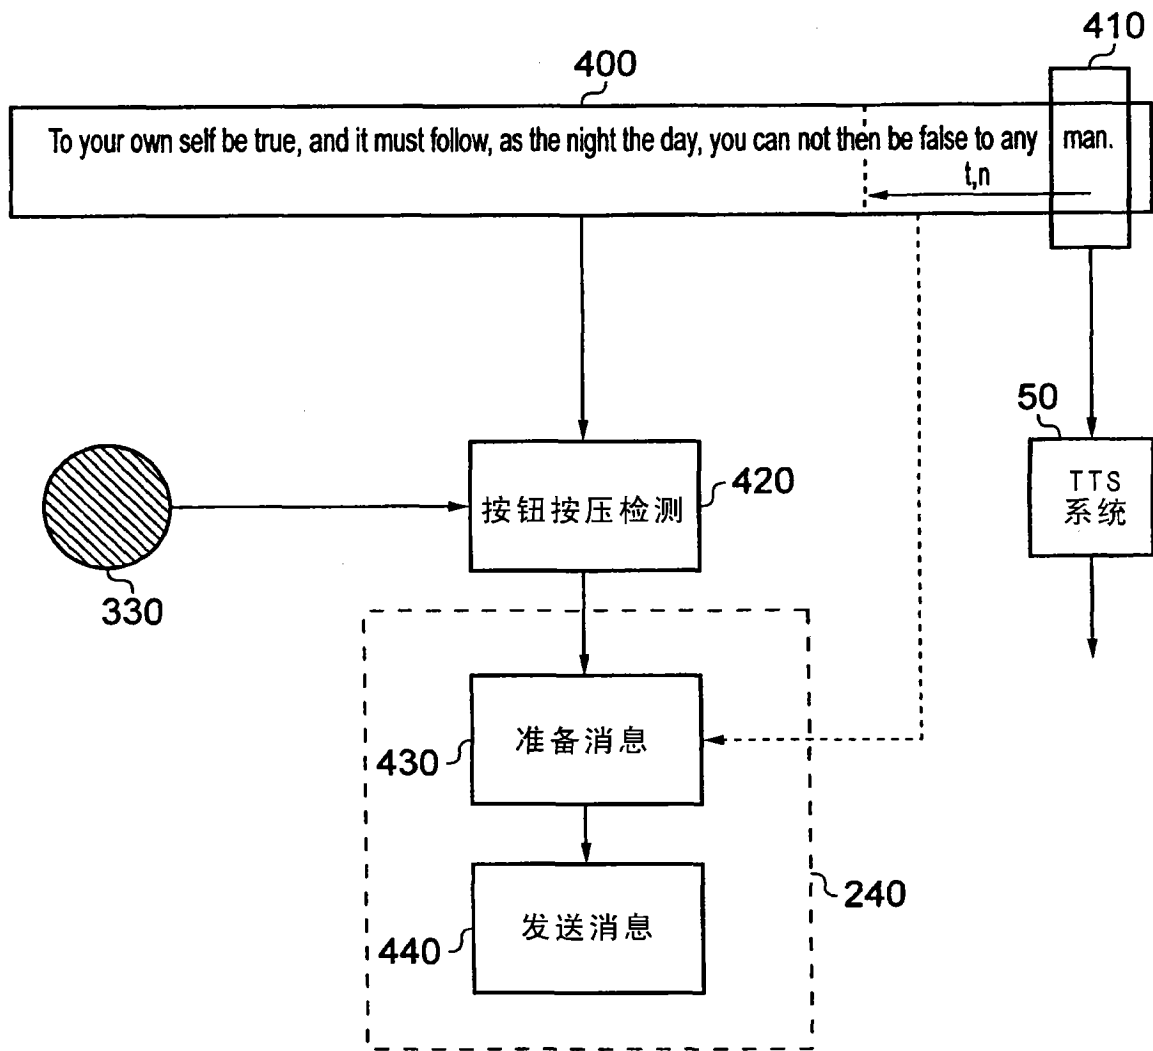 410
400
To your own self be true, and it must follow, as the night the day, you can not then be false to any man.
t,n
50
TTS
系统
420
按钮按压检测
330
430
准备消息
240
440
发送消息